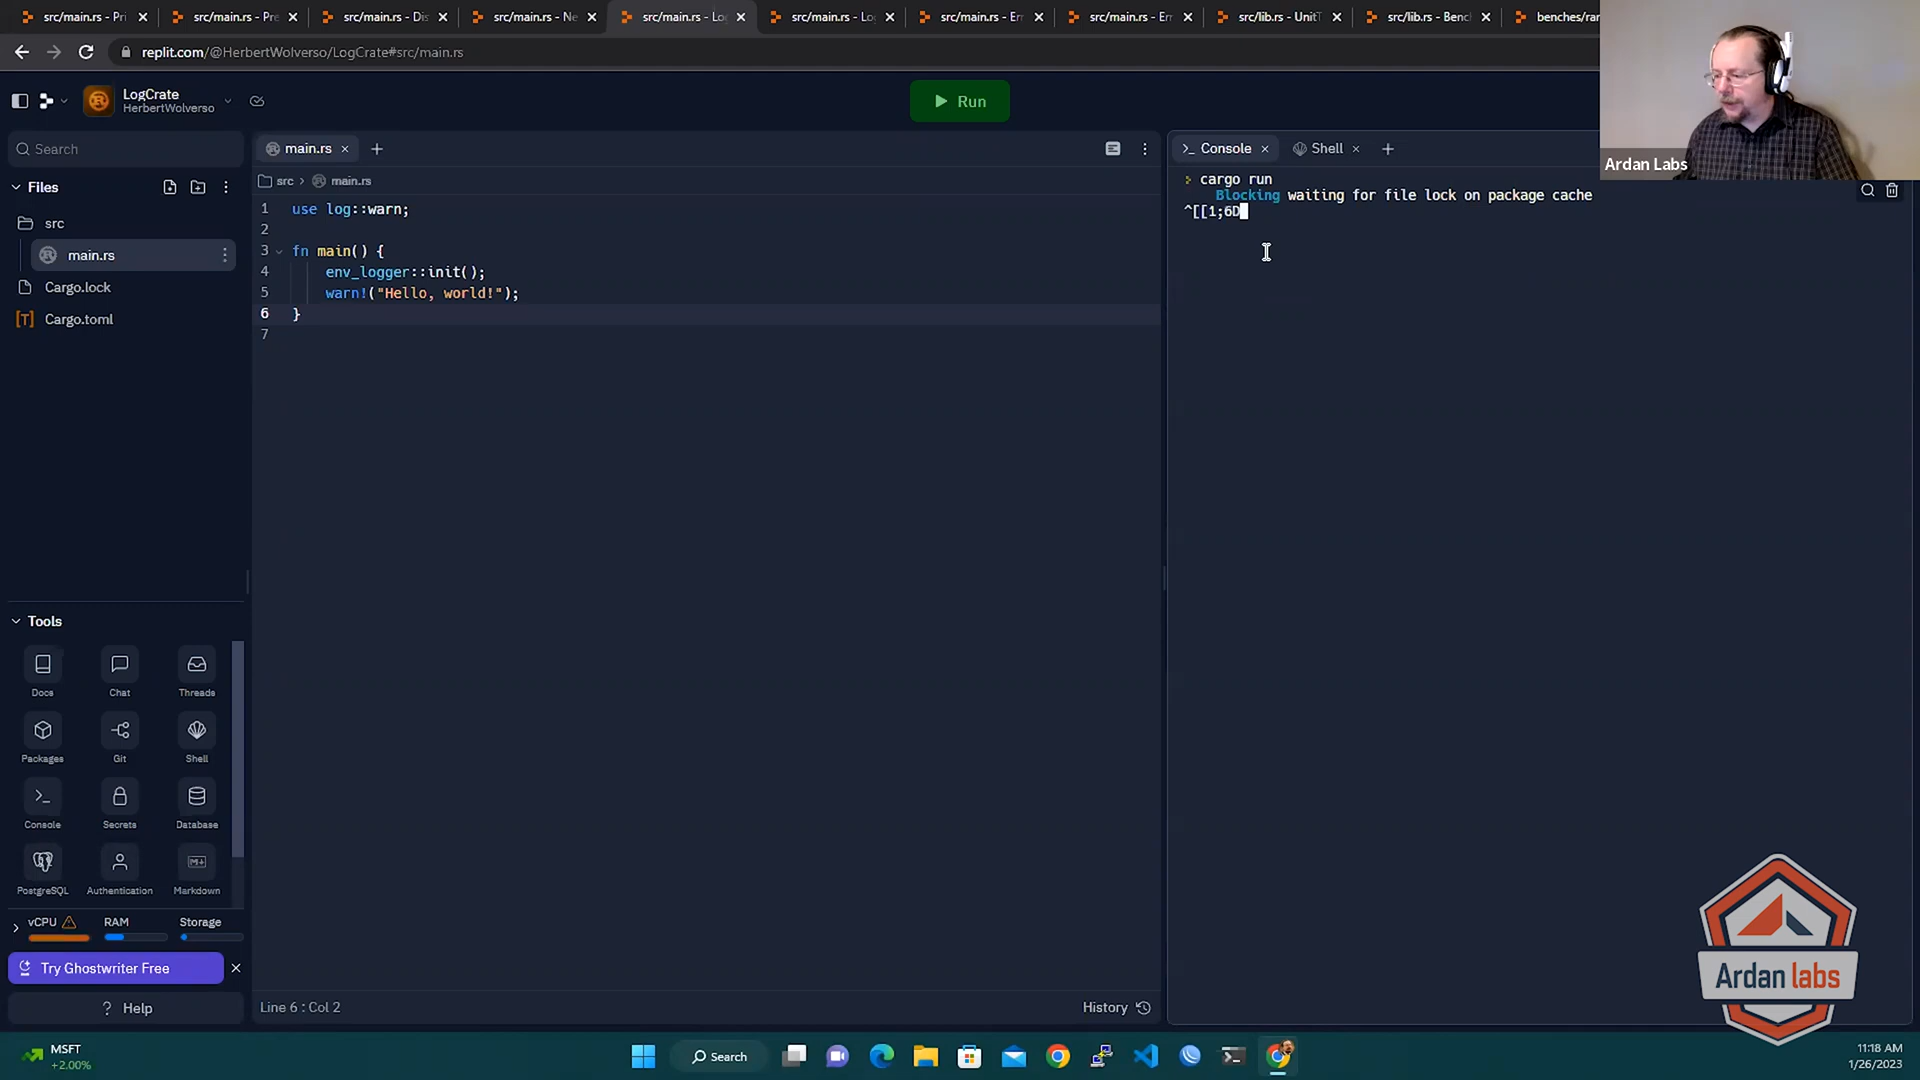 src/main.rs - Pri
src/main.rs - Pre
src/main.rs - Dis
src/main.rs - Ne
src/main.rs - Lo
src/main.rs - Lo
src/main.rs - Err
src/main.rs - Err
src/lib.rs - UnitT
src/lib.rs - Benc
benches/ran
replit.com/@HerbertWolverso/LogCrate#src/main.rs
LogCrate
HerbertWolverso
Run
Ardan Labs
Search
Files
src
main.rs
Cargo.lock
Cargo.toml
main.rs
src > main.rs
1 use log::warn;
2
3 fn main() {
4 env_logger::init();
5 warn!("Hello, world!");
6 }
7
Console
Shell
cargo run
Blocking waiting for file lock on package cache
^[[1;6D
Tools
Docs
Chat
Threads
Packages
Git
Shell
Console
Secrets
Database
PostgreSQL
Authentication
Markdown
vCPU
RAM
Storage
Try Ghostwriter Free
? Help
Line 6 : Col 2
History
Ardan labs
MSFT
+2.00%
Search
11:18 AM
1/26/2023